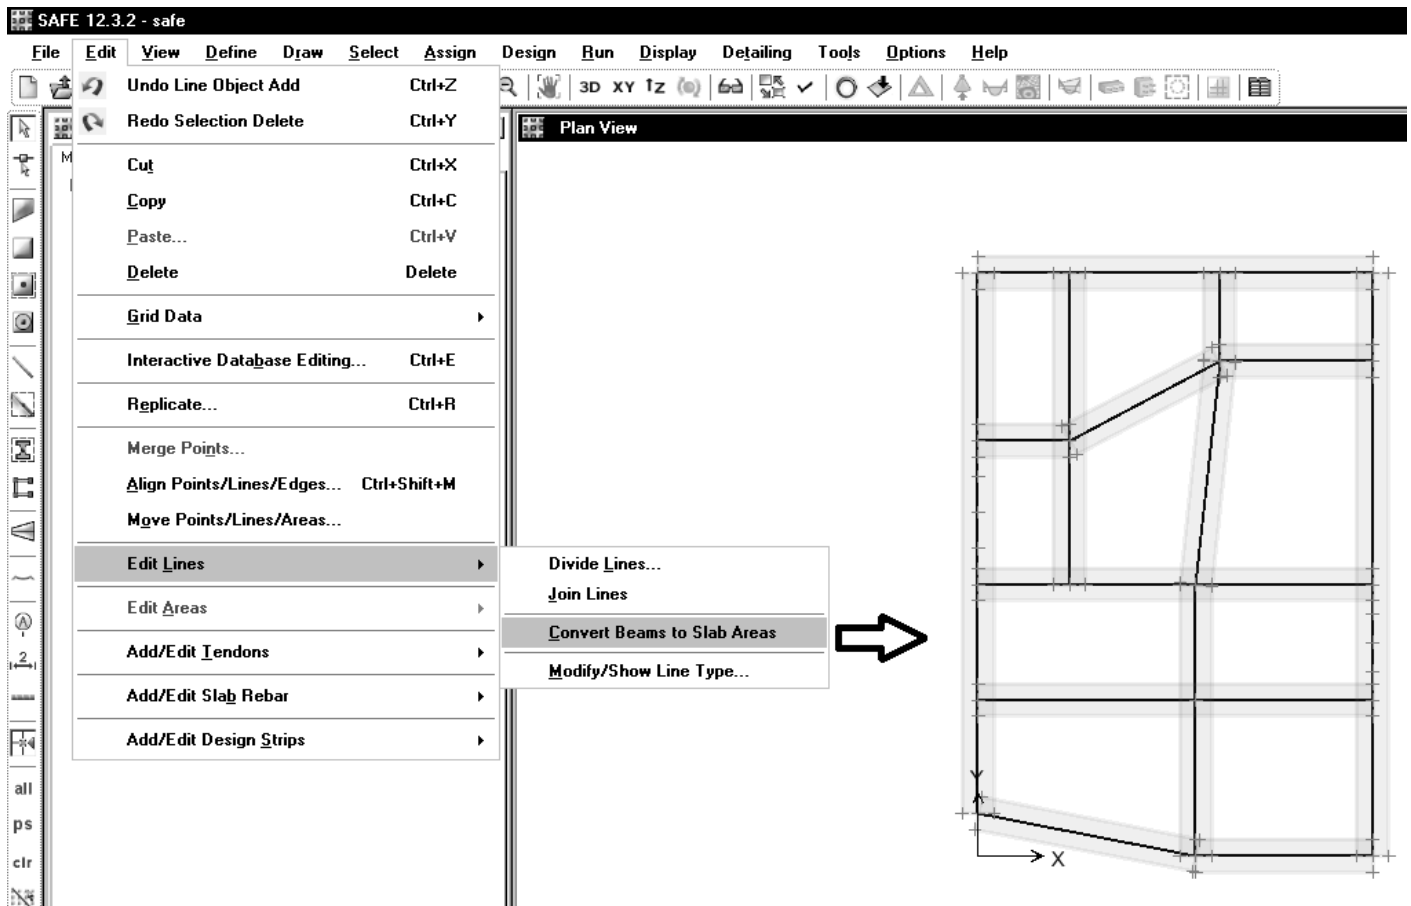 SAFE 12.3.2 - safe
File Edit View Define Draw Select Assign Design Run Display Detailing Tools Options Help
3D XY Z
Undo Line Object Add Ctrl+Z
Redo Selection Delete Ctrl+Y
Plan View
M
Cut Ctrl+X
Copy Ctrl+C
Paste... Ctrl+V
Delete Delete
Grid Data
Interactive Database Editing... Ctrl+E
Replicate... Ctrl+R
Merge Points...
Align Points/Lines/Edges... Ctrl+Shift+M
Move Points/Lines/Areas...
Edit Lines
Divide Lines...
Join Lines
Convert Beams to Slab Areas
Modify/Show Line Type...
Edit Areas
Add/Edit Tendons
Add/Edit Slab Rebar
Add/Edit Design Strips
A
2
all
ps
clr
Y
X